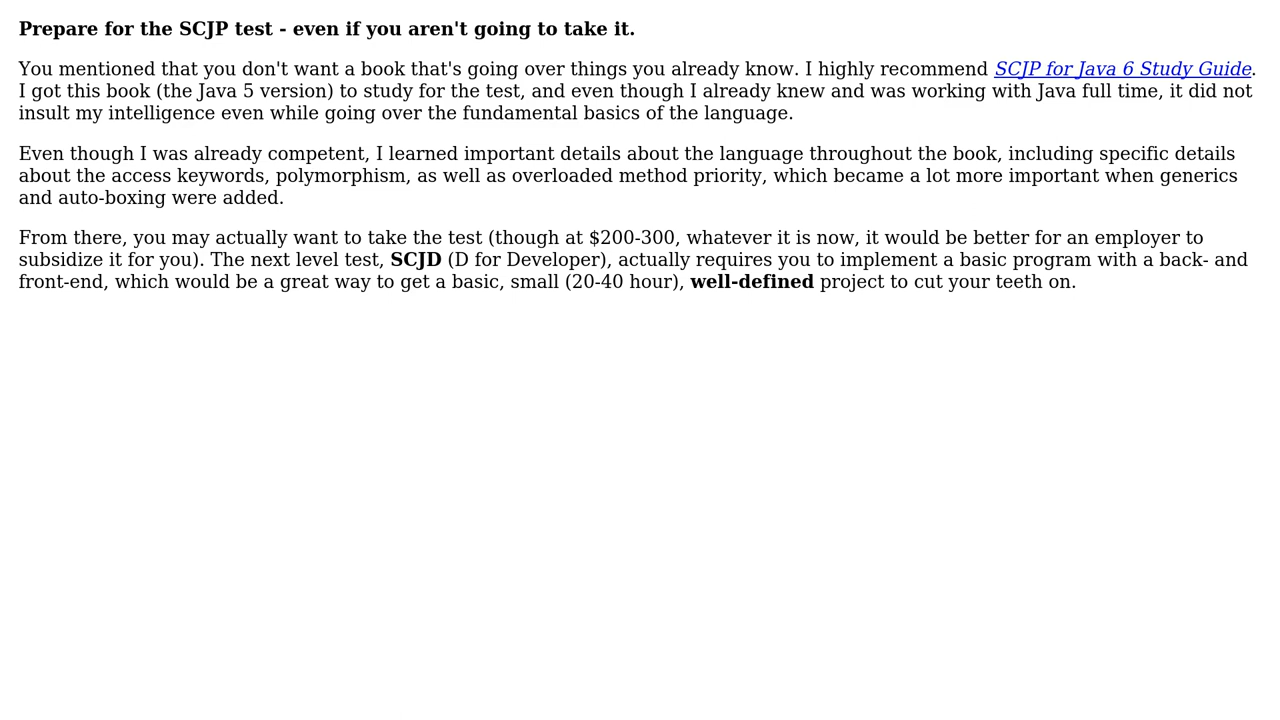 Prepare for the SCJP test - even if you aren't going to take it.
You mentioned that you don't want a book that's going over things you already know. I highly recommend SCJP for Java 6 Study Guide.
I got this book (the Java 5 version) to study for the test, and even though I already knew and was working with Java full time, it did not
insult my intelligence even while going over the fundamental basics of the language.
Even though I was already competent, I learned important details about the language throughout the book, including specific details
about the access keywords, polymorphism, as well as overloaded method priority, which became a lot more important when generics
and auto-boxing were added.
From there, you may actually want to take the test (though at $200-300, whatever it is now, it would be better for an employer to
subsidize it for you). The next level test, SCJD (D for Developer), actually requires you to implement a basic program with a back- and
front-end, which would be a great way to get a basic, small (20-40 hour), well-defined project to cut your teeth on.